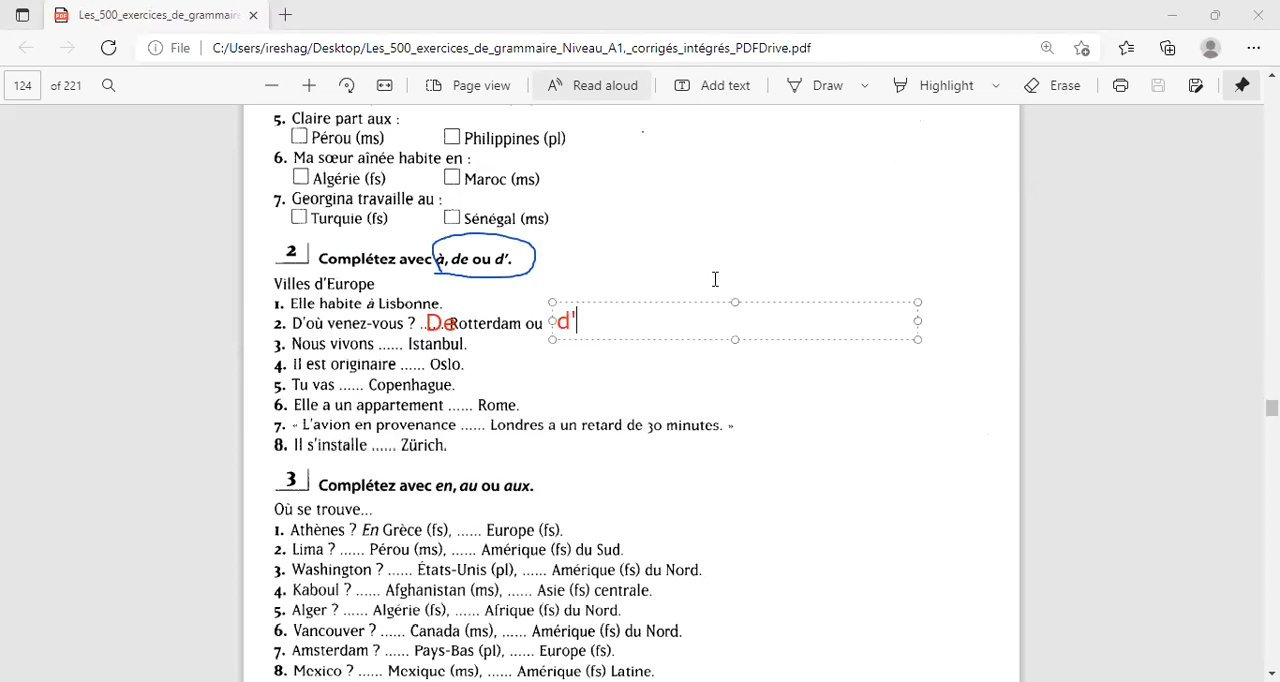 Les_500_exercices_de_grammaire
File C:/Users/ireshag/Desktop/Les_500_exercices_de_grammaire_Niveau_A1,_corrigés_intégrés_PDFDrive.pdf
124 of 221 Page view Read aloud Add text Draw Highlight Erase
5. Claire part aux :
Pérou (ms) Philippines (pl)
6. Ma sœur aînée habite en :
Algérie (fs) Maroc (ms)
7. Georgina travaille au :
Turquie (fs) Sénégal (ms)
2 Complétez avec à, de ou d'.
Villes d'Europe
1. Elle habite à Lisbonne.
2. D'où venez-vous ? ...... De Rotterdam ou d'
3. Nous vivons ...... Istanbul.
4. Il est originaire ...... Oslo.
5. Tu vas ...... Copenhague.
6. Elle a un appartement ...... Rome.
7. « L'avion en provenance ...... Londres a un retard de 30 minutes. »
8. Il s'installe ...... Zürich.
3 Complétez avec en, au ou aux.
Où se trouve...
1. Athènes ? En Grèce (fs), ...... Europe (fs).
2. Lima ? ...... Pérou (ms), ...... Amérique (fs) du Sud.
3. Washington ? ...... États-Unis (pl), ...... Amérique (fs) du Nord.
4. Kaboul ? ...... Afghanistan (ms), ...... Asie (fs) centrale.
5. Alger ? ...... Algérie (fs), ...... Afrique (fs) du Nord.
6. Vancouver ? ...... Canada (ms), ...... Amérique (fs) du Nord.
7. Amsterdam ? ...... Pays-Bas (pl), ...... Europe (fs).
8. Mexico ? ...... Mexique (ms), ...... Amérique (fs) Latine.